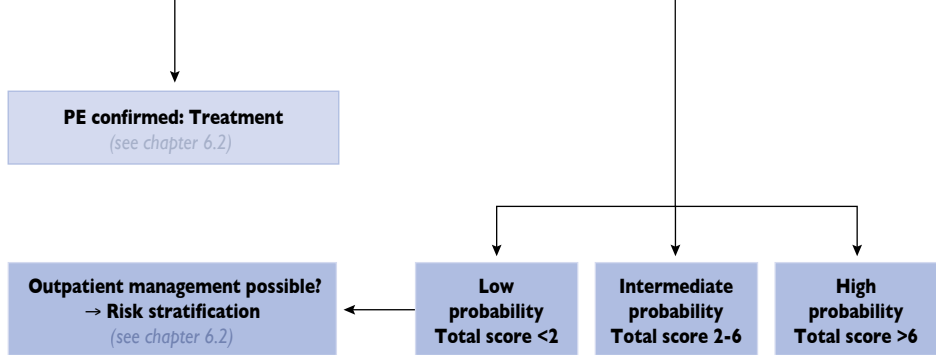 PE confirmed: Treatment
(see chapter 6.2)
Outpatient management possible?
→ Risk stratification
(see chapter 6.2)
Low
probability
Total score <2
Intermediate
probability
Total score 2-6
High
probability
Total score >6